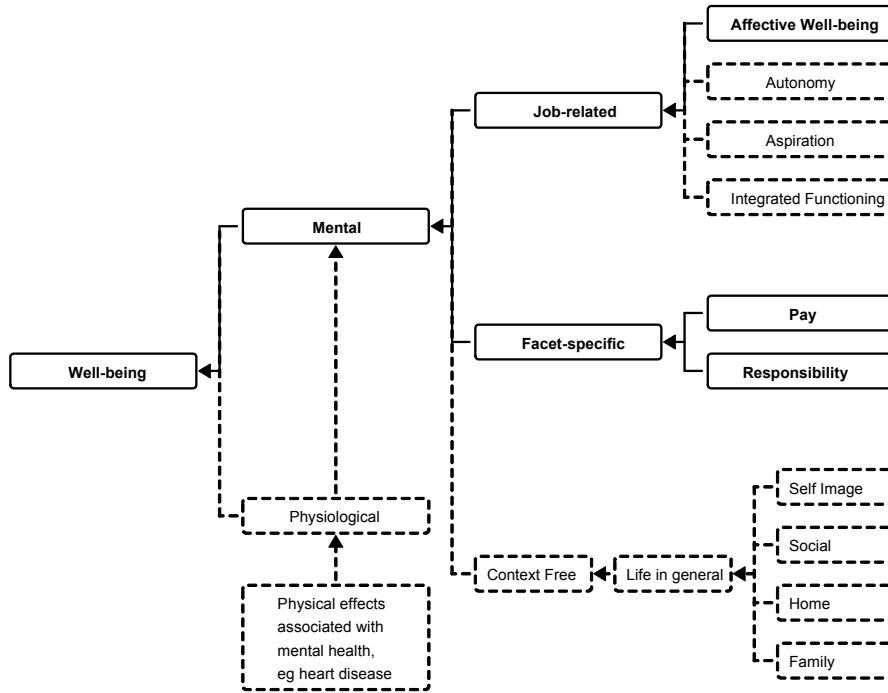 Affective Well-being
Autonomy
Job-related
Aspiration
Integrated Functioning
Mental
Pay
Facet-specific
Well-being
Responsibility
Self Image
Physiological
Social
Context Free
Life in general
Physical effects
associated with
mental health,
eg heart disease
Home
Family